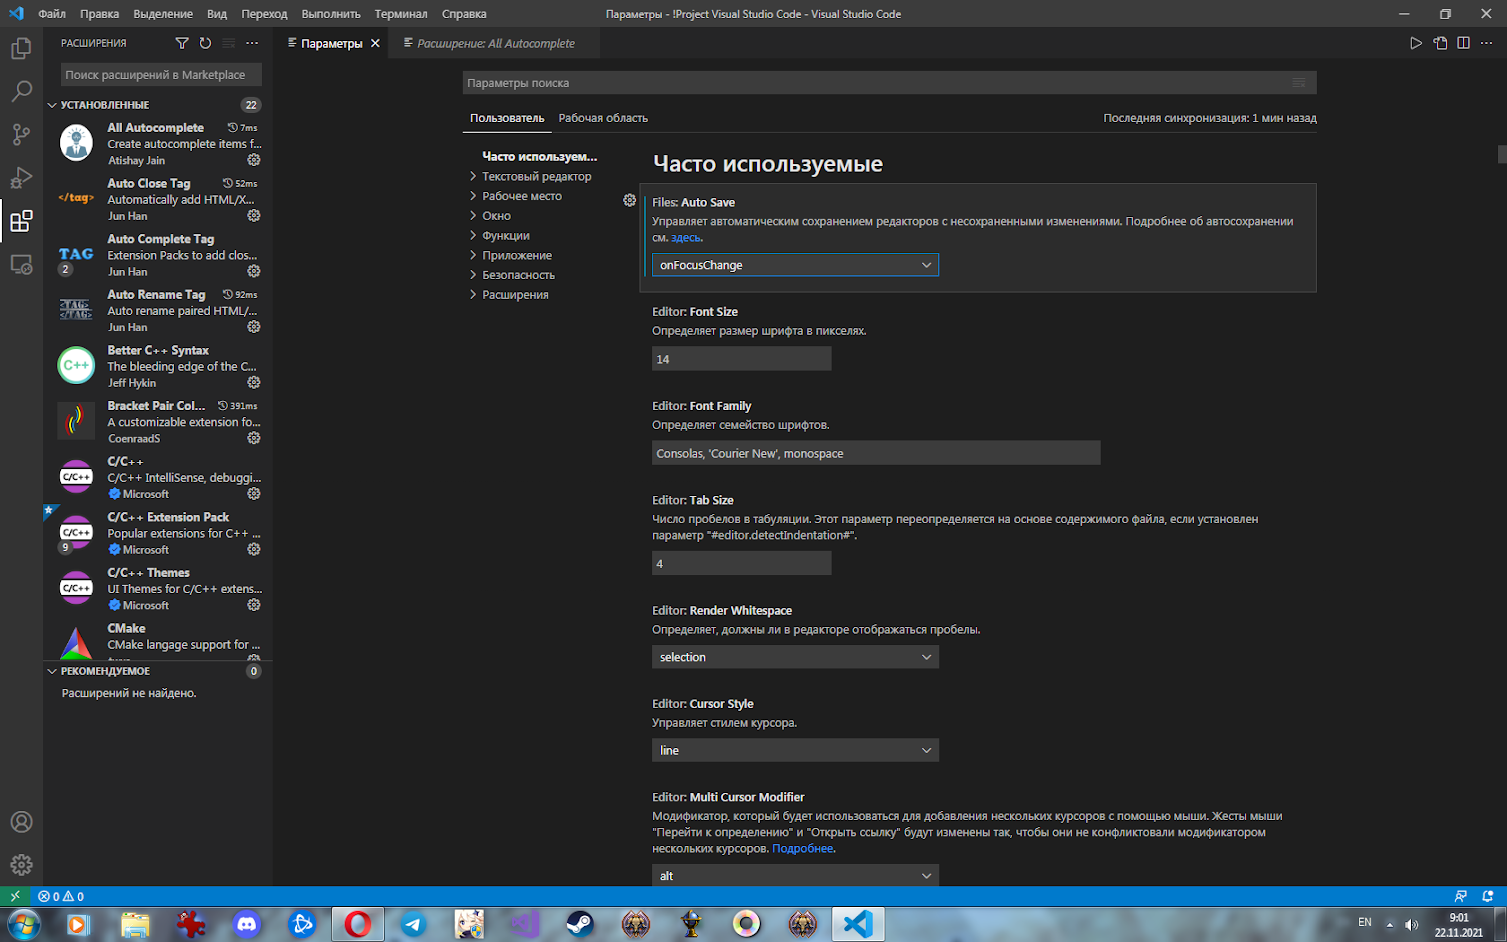 Файл Правка Выделение Вид Переход Выполнить Терминал Справка
Параметры - !Project Visual Studio Code - Visual Studio Code
РАСШИРЕНИЯ
Поиск расширений в Marketplace
УСТАНОВЛЕННЫЕ 22
All Autocomplete 7ms
Create autocomplete items f...
Atishay Jain
</tag>
Auto Close Tag 52ms
Automatically add HTML/X...
Jun Han
TAG
2
Auto Complete Tag
Extension Packs to add clos...
Jun Han
<TAG>
</TAG>
Auto Rename Tag 92ms
Auto rename paired HTML/...
Jun Han
C++
Better C++ Syntax
The bleeding edge of the C...
Jeff Hykin
Bracket Pair Col... 391ms
A customizable extension fo...
CoenraadS
C/C++
C/C++
C/C++ IntelliSense, debuggi...
Microsoft
C/C++
9
C/C++ Extension Pack
Popular extensions for C++ ...
Microsoft
C/C++
C/C++ Themes
UI Themes for C/C++ extens...
Microsoft
CMake
CMake langage support for ...
РЕКОМЕНДУЕМОЕ 0
Расширений не найдено.
Параметры
Расширение: All Autocomplete
Параметры поиска
Пользователь Рабочая область
Последняя синхронизация: 1 мин назад
Часто используем...
Текстовый редактор
Рабочее место
Окно
Функции
Приложение
Безопасность
Расширения
Часто используемые
Files: Auto Save
Управляет автоматическим сохранением редакторов с несохраненными изменениями. Подробнее об автосохранении
см. здесь.
onFocusChange
Editor: Font Size
Определяет размер шрифта в пикселях.
14
Editor: Font Family
Определяет семейство шрифтов.
Consolas, 'Courier New', monospace
Editor: Tab Size
Число пробелов в табуляции. Этот параметр переопределяется на основе содержимого файла, если установлен
параметр "#editor.detectIndentation#".
4
Editor: Render Whitespace
Определяет, должны ли в редакторе отображаться пробелы.
selection
Editor: Cursor Style
Управляет стилем курсора.
line
Editor: Multi Cursor Modifier
Модификатор, который будет использоваться для добавления нескольких курсоров с помощью мыши. Жесты мыши
"Перейти к определению" и "Открыть ссылку" будут изменены так, чтобы они не конфликтовали модификатором
нескольких курсоров. Подробнее.
alt
0 0
EN
9:01
22.11.2021